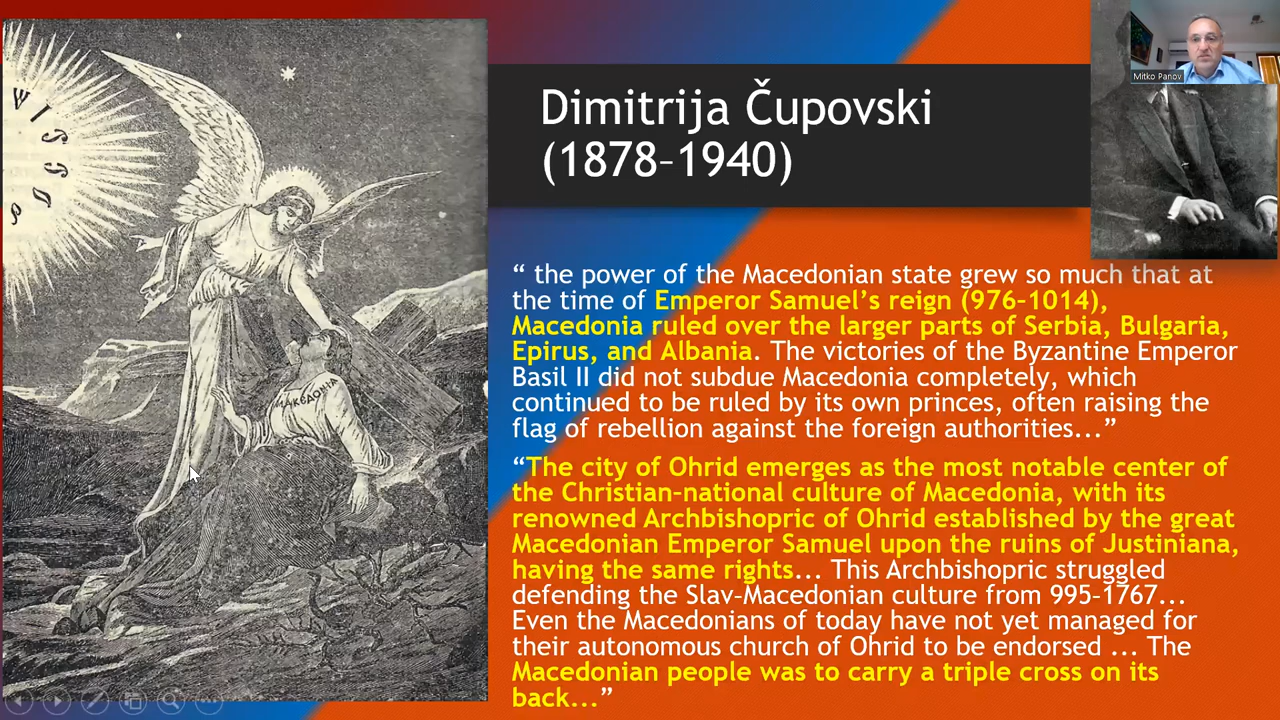 Mitko Panov
Dimitrija Čupovski
(1878–1940)
“ the power of the Macedonian state grew so much that at
the time of Emperor Samuel’s reign (976–1014),
Macedonia ruled over the larger parts of Serbia, Bulgaria,
Epirus, and Albania. The victories of the Byzantine Emperor
Basil II did not subdue Macedonia completely, which
continued to be ruled by its own princes, often raising the
flag of rebellion against the foreign authorities...”
“The city of Ohrid emerges as the most notable center of
the Christian-national culture of Macedonia, with its
renowned Archbishopric of Ohrid established by the great
Macedonian Emperor Samuel upon the ruins of Justiniana,
having the same rights... This Archbishopric struggled
defending the Slav-Macedonian culture from 995–1767...
Even the Macedonians of today have not yet managed for
their autonomous church of Ohrid to be endorsed ... The
Macedonian people was to carry a triple cross on its
back...”